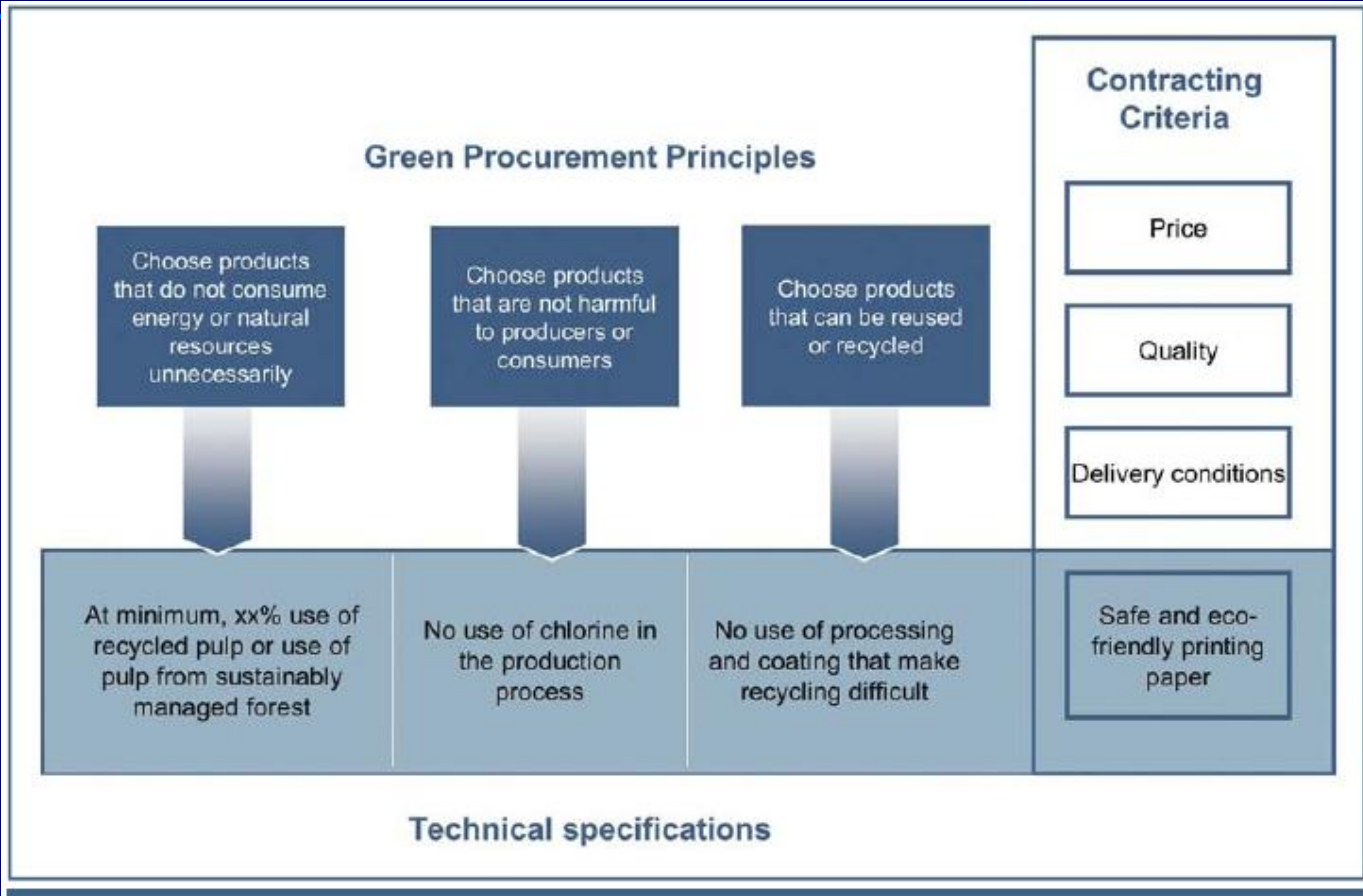 Green Procurement Principles
Choose products
that do not consume
energy or natural
resources
unnecessarily
Choose products
that are not harmful
to producers or
consumers
Choose products
that can be reused
or recycled
Contracting
Criteria
Price
Quality
Delivery conditions
At minimum, xx% use of
recycled pulp or use of
pulp from sustainably
managed forest
No use of chlorine in
the production
process
No use of processing
and coating that make
recycling difficult
Safe and eco-
friendly printing
paper
Technical specifications